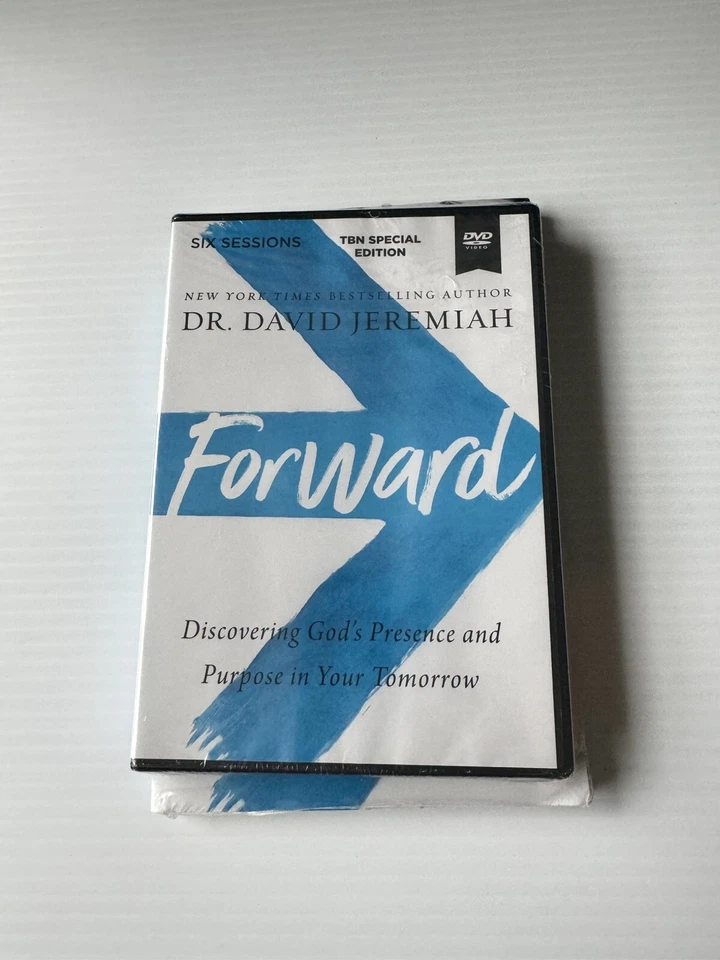 SIX SESSIONS
TBN SPECIAL
EDITION
DVD
VIDEO
NEW YORK TIMES BESTSELLING AUTHOR
DR. DAVID JEREMIAH
Forward
Discovering God's Presence and
Purpose in Your Tomorrow